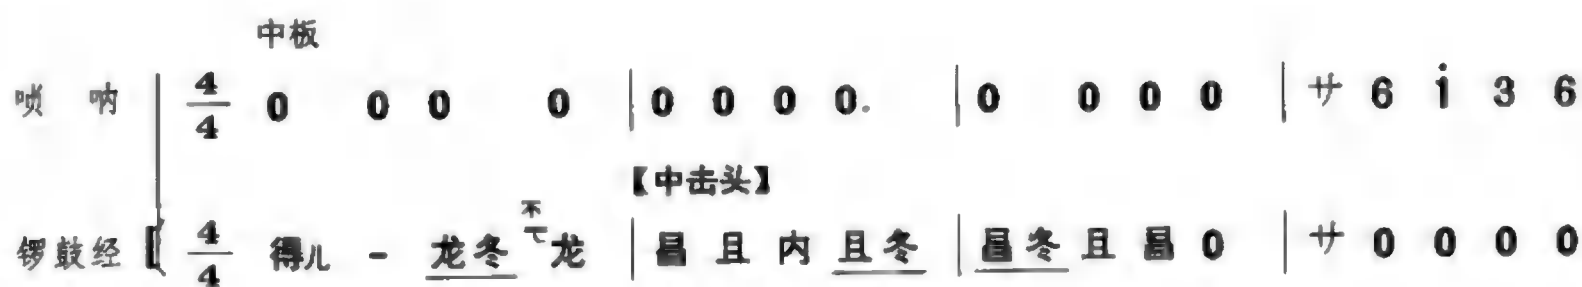 中板
唢 呐 4/4 0 0 0 0 | 0 0 0 0. | 0 0 0 0 | サ 6 i̇ 3 6
【中击头】
不
锣鼓经 4/4 得儿 - 龙冬 龙 | 昌 且 内 且冬 | 昌冬 且 昌 0 | サ 0 0 0 0